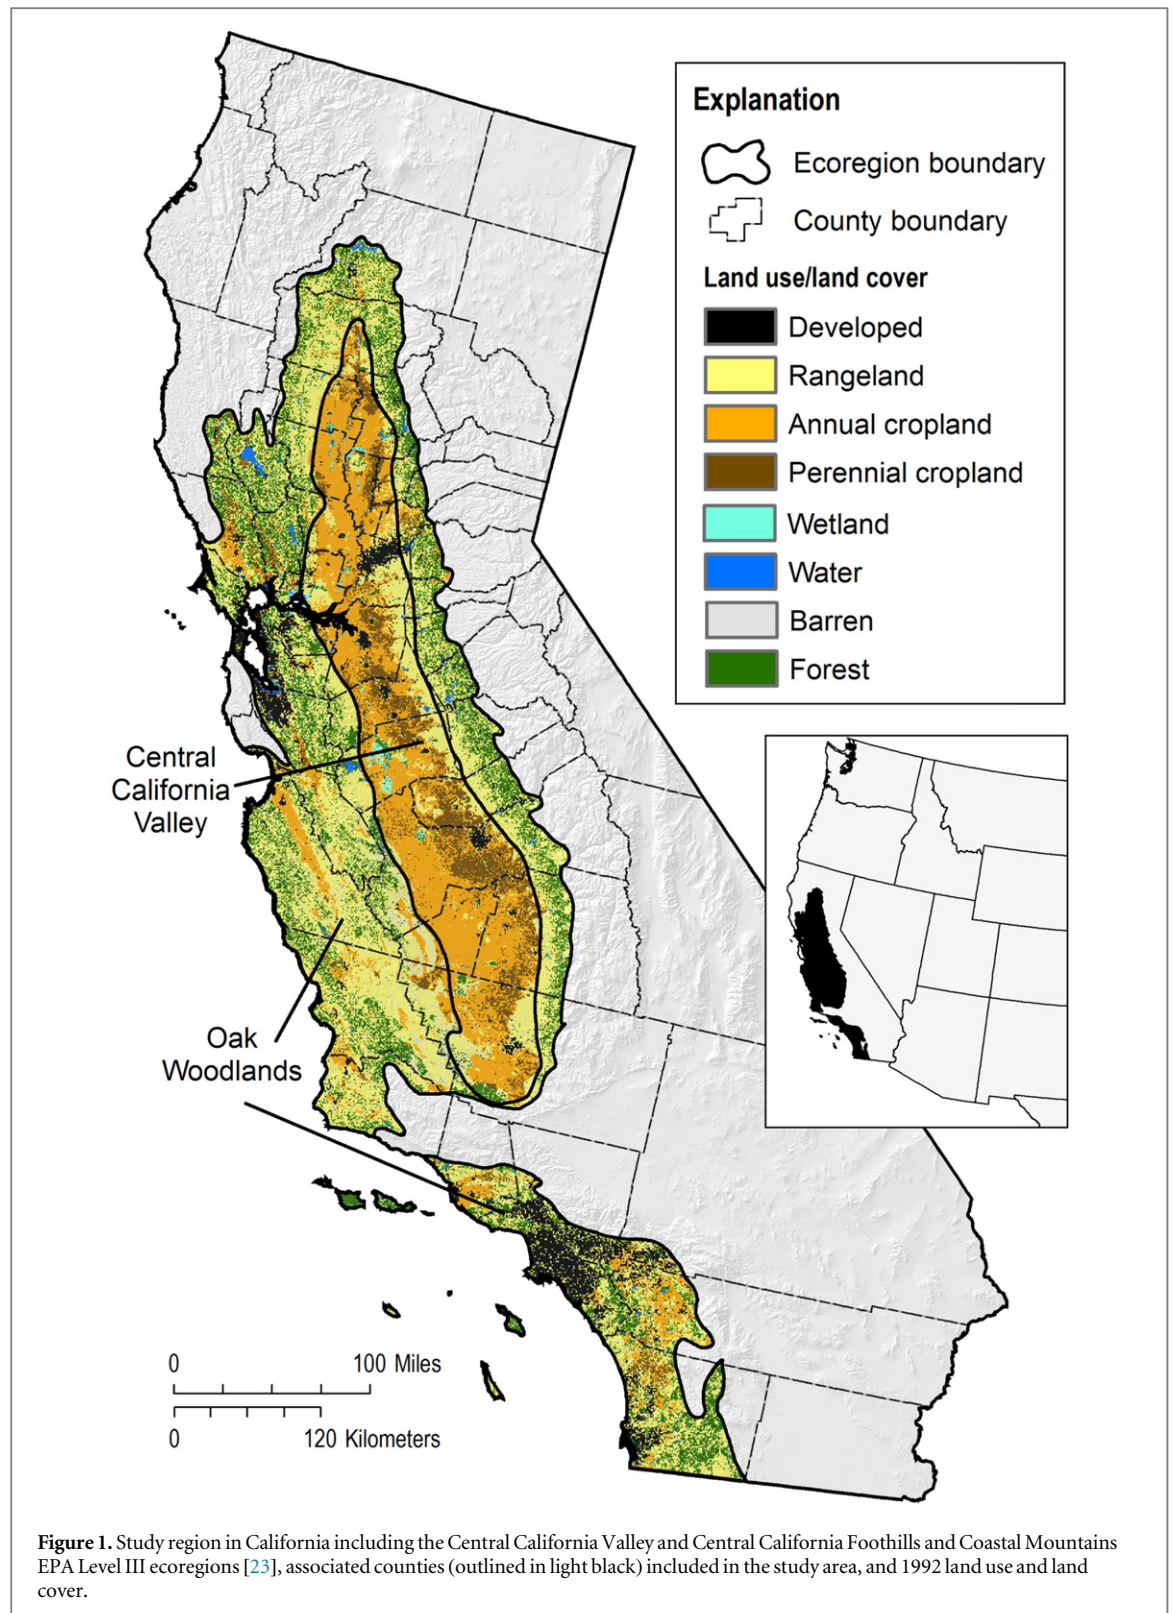 Explanation
Ecoregion boundary
County boundary
Land use/land cover
Developed
Rangeland
Annual cropland
Perennial cropland
Wetland
Water
Barren
Forest
Central
California
Valley
Oak
Woodlands
0 100 Miles
0 120 Kilometers
Figure 1. Study region in California including the Central California Valley and Central California Foothills and Coastal Mountains
EPA Level III ecoregions [23], associated counties (outlined in light black) included in the study area, and 1992 land use and land
cover.